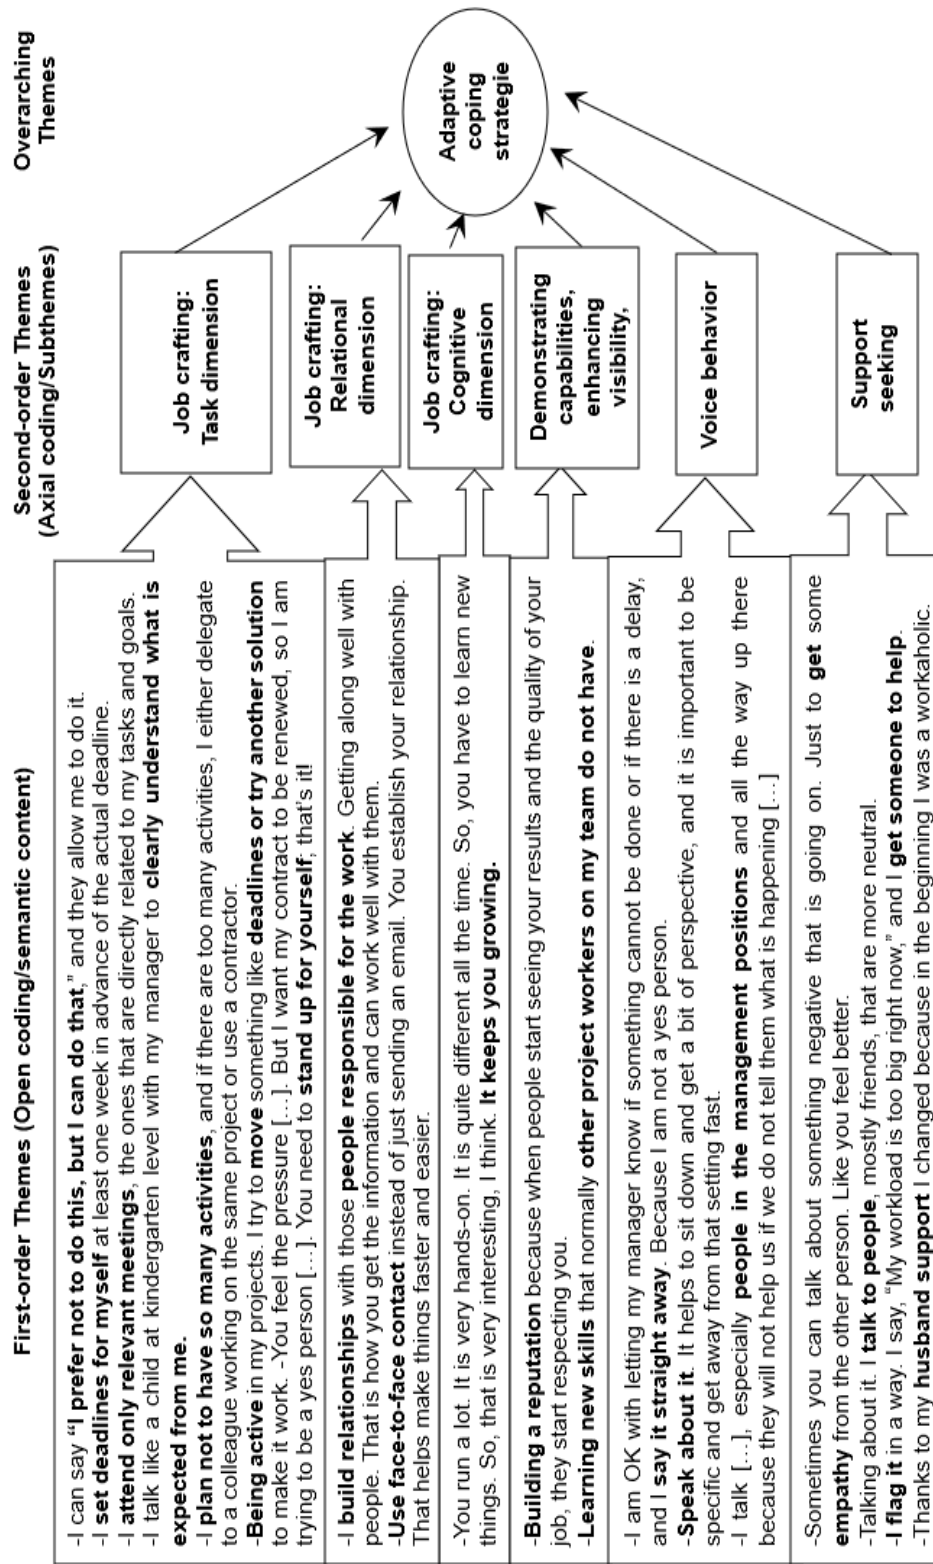 First-order Themes (Open coding/semantic content)
Second-order Themes
(Axial coding/Subthemes)
Overarching
Themes
-I can say “I prefer not to do this, but I can do that,” and they allow me to do it.
-I set deadlines for myself at least one week in advance of the actual deadline.
-I attend only relevant meetings, the ones that are directly related to my tasks and goals.
-I talk like a child at kindergarten level with my manager to clearly understand what is
expected from me.
-I plan not to have so many activities, and if there are too many activities, I either delegate
to a colleague working on the same project or use a contractor.
-Being active in my projects. I try to move something like deadlines or try another solution
to make it work. -You feel the pressure […]. But I want my contract to be renewed, so I am
trying to be a yes person […]. You need to stand up for yourself; that’s it!
Job crafting:
Task dimension
-I build relationships with those people responsible for the work. Getting along well with
people. That is how you get the information and can work well with them.
-Use face-to-face contact instead of just sending an email. You establish your relationship.
That helps make things faster and easier.
Job crafting:
Relational
dimension
-You run a lot. It is very hands-on. It is quite different all the time. So, you have to learn new
things. So, that is very interesting, I think. It keeps you growing.
Job crafting:
Cognitive
dimension
-Building a reputation because when people start seeing your results and the quality of your
job, they start respecting you.
-Learning new skills that normally other project workers on my team do not have.
Demonstrating
capabilities,
enhancing
visibility,
-I am OK with letting my manager know if something cannot be done or if there is a delay,
and I say it straight away. Because I am not a yes person.
-Speak about it. It helps to sit down and get a bit of perspective, and it is important to be
specific and get away from that setting fast.
-I talk […], especially people in the management positions and all the way up there
because they will not help us if we do not tell them what is happening […]
Voice behavior
-Sometimes you can talk about something negative that is going on. Just to get some
empathy from the other person. Like you feel better.
-Talking about it. I talk to people, mostly friends, that are more neutral.
-I flag it in a way. I say, “My workload is too big right now,” and I get someone to help.
-Thanks to my husband support I changed because in the beginning I was a workaholic.
Support
seeking
Adaptive
coping
strategie